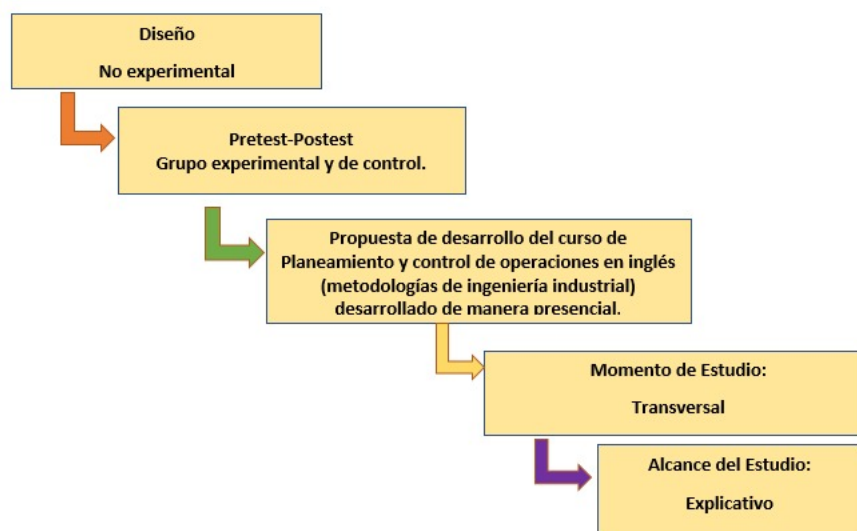 Diseño
No experimental
Pretest-Postest
Grupo experimental y de control.
Propuesta de desarrollo del curso de
Planeamiento y control de operaciones en inglés
(metodologías de ingeniería industrial)
desarrollado de manera presencial.
Momento de Estudio:
Transversal
Alcance del Estudio:
Explicativo